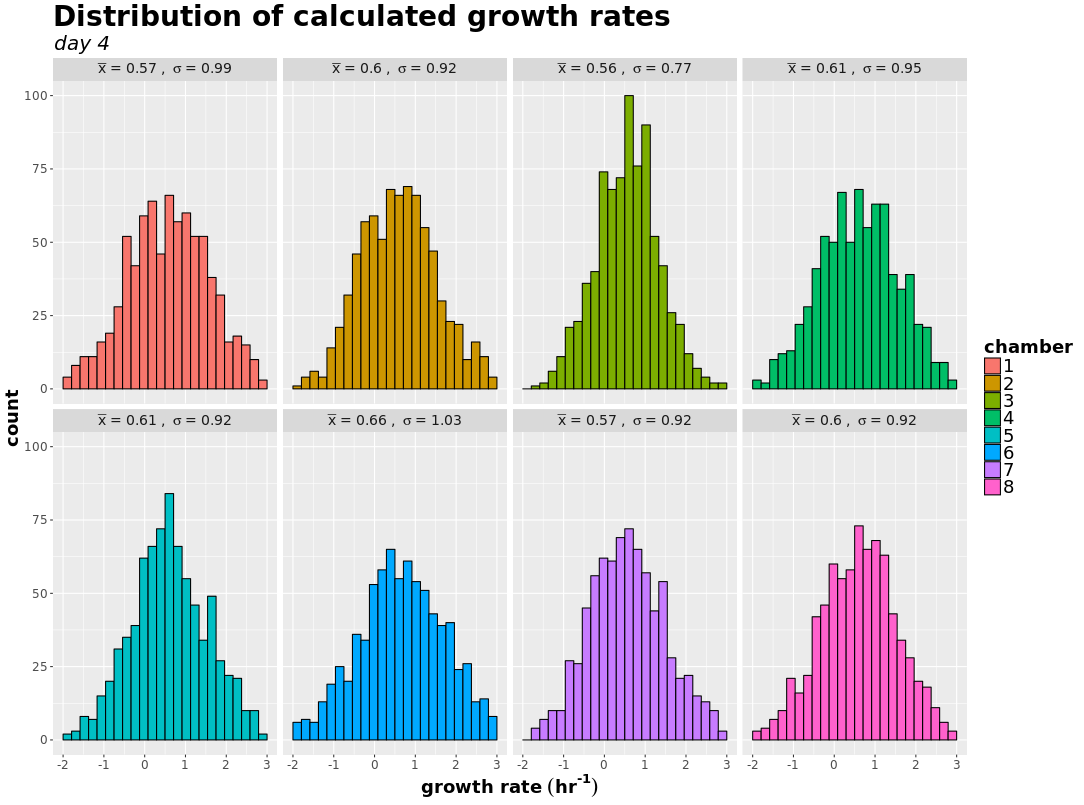 Distribution of calculated growth rates
day 4
x̅ = 0.57 , σ = 0.99
x̅ = 0.6 , σ = 0.92
x̅ = 0.56 , σ = 0.77
x̅ = 0.61 , σ = 0.95
100
75
50
25
0
count
x̅ = 0.61 , σ = 0.92
x̅ = 0.66 , σ = 1.03
x̅ = 0.57 , σ = 0.92
x̅ = 0.6 , σ = 0.92
100
75
50
25
0
-2 -1 0 1 2 3
-2 -1 0 1 2 3
-2 -1 0 1 2 3
-2 -1 0 1 2 3
growth rate (hr⁻¹)
chamber
1
2
3
4
5
6
7
8